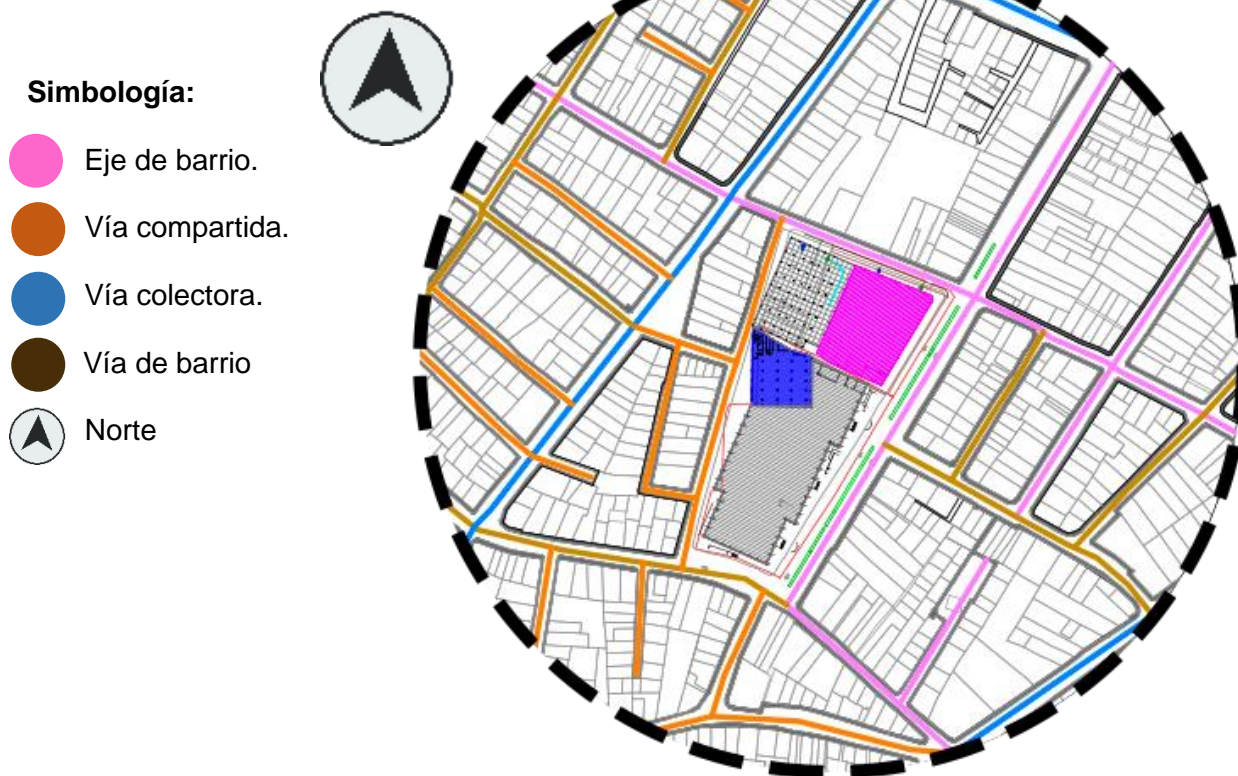 Simbología:
Eje de barrio.
Vía compartida.
Vía colectora.
Vía de barrio
Norte